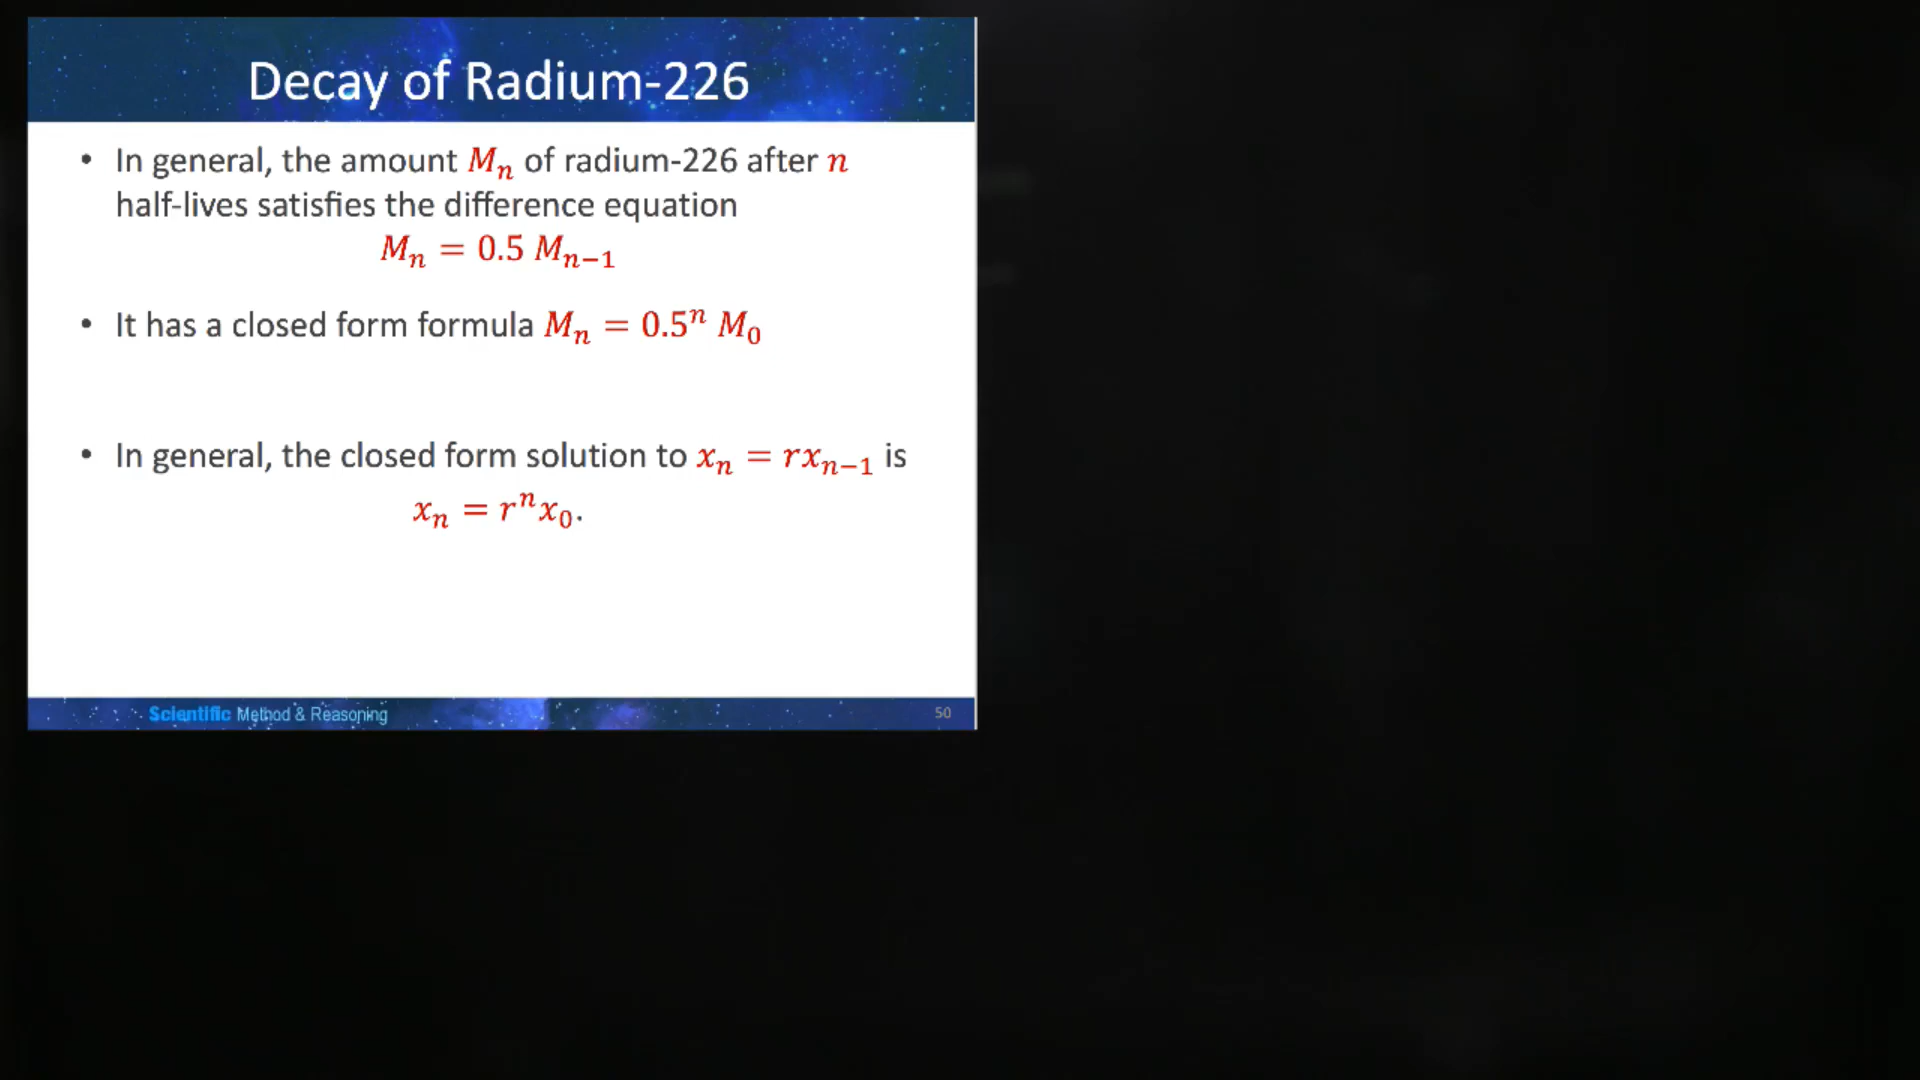 Decay of Radium-226
• In general, the amount Mₙ of radium-226 after n
half-lives satisfies the difference equation
Mₙ = 0.5 Mₙ₋₁
• It has a closed form formula Mₙ = 0.5ⁿ M₀
• In general, the closed form solution to xₙ = rxₙ₋₁ is
xₙ = rⁿx₀.
Scientific Method & Reasoning
50